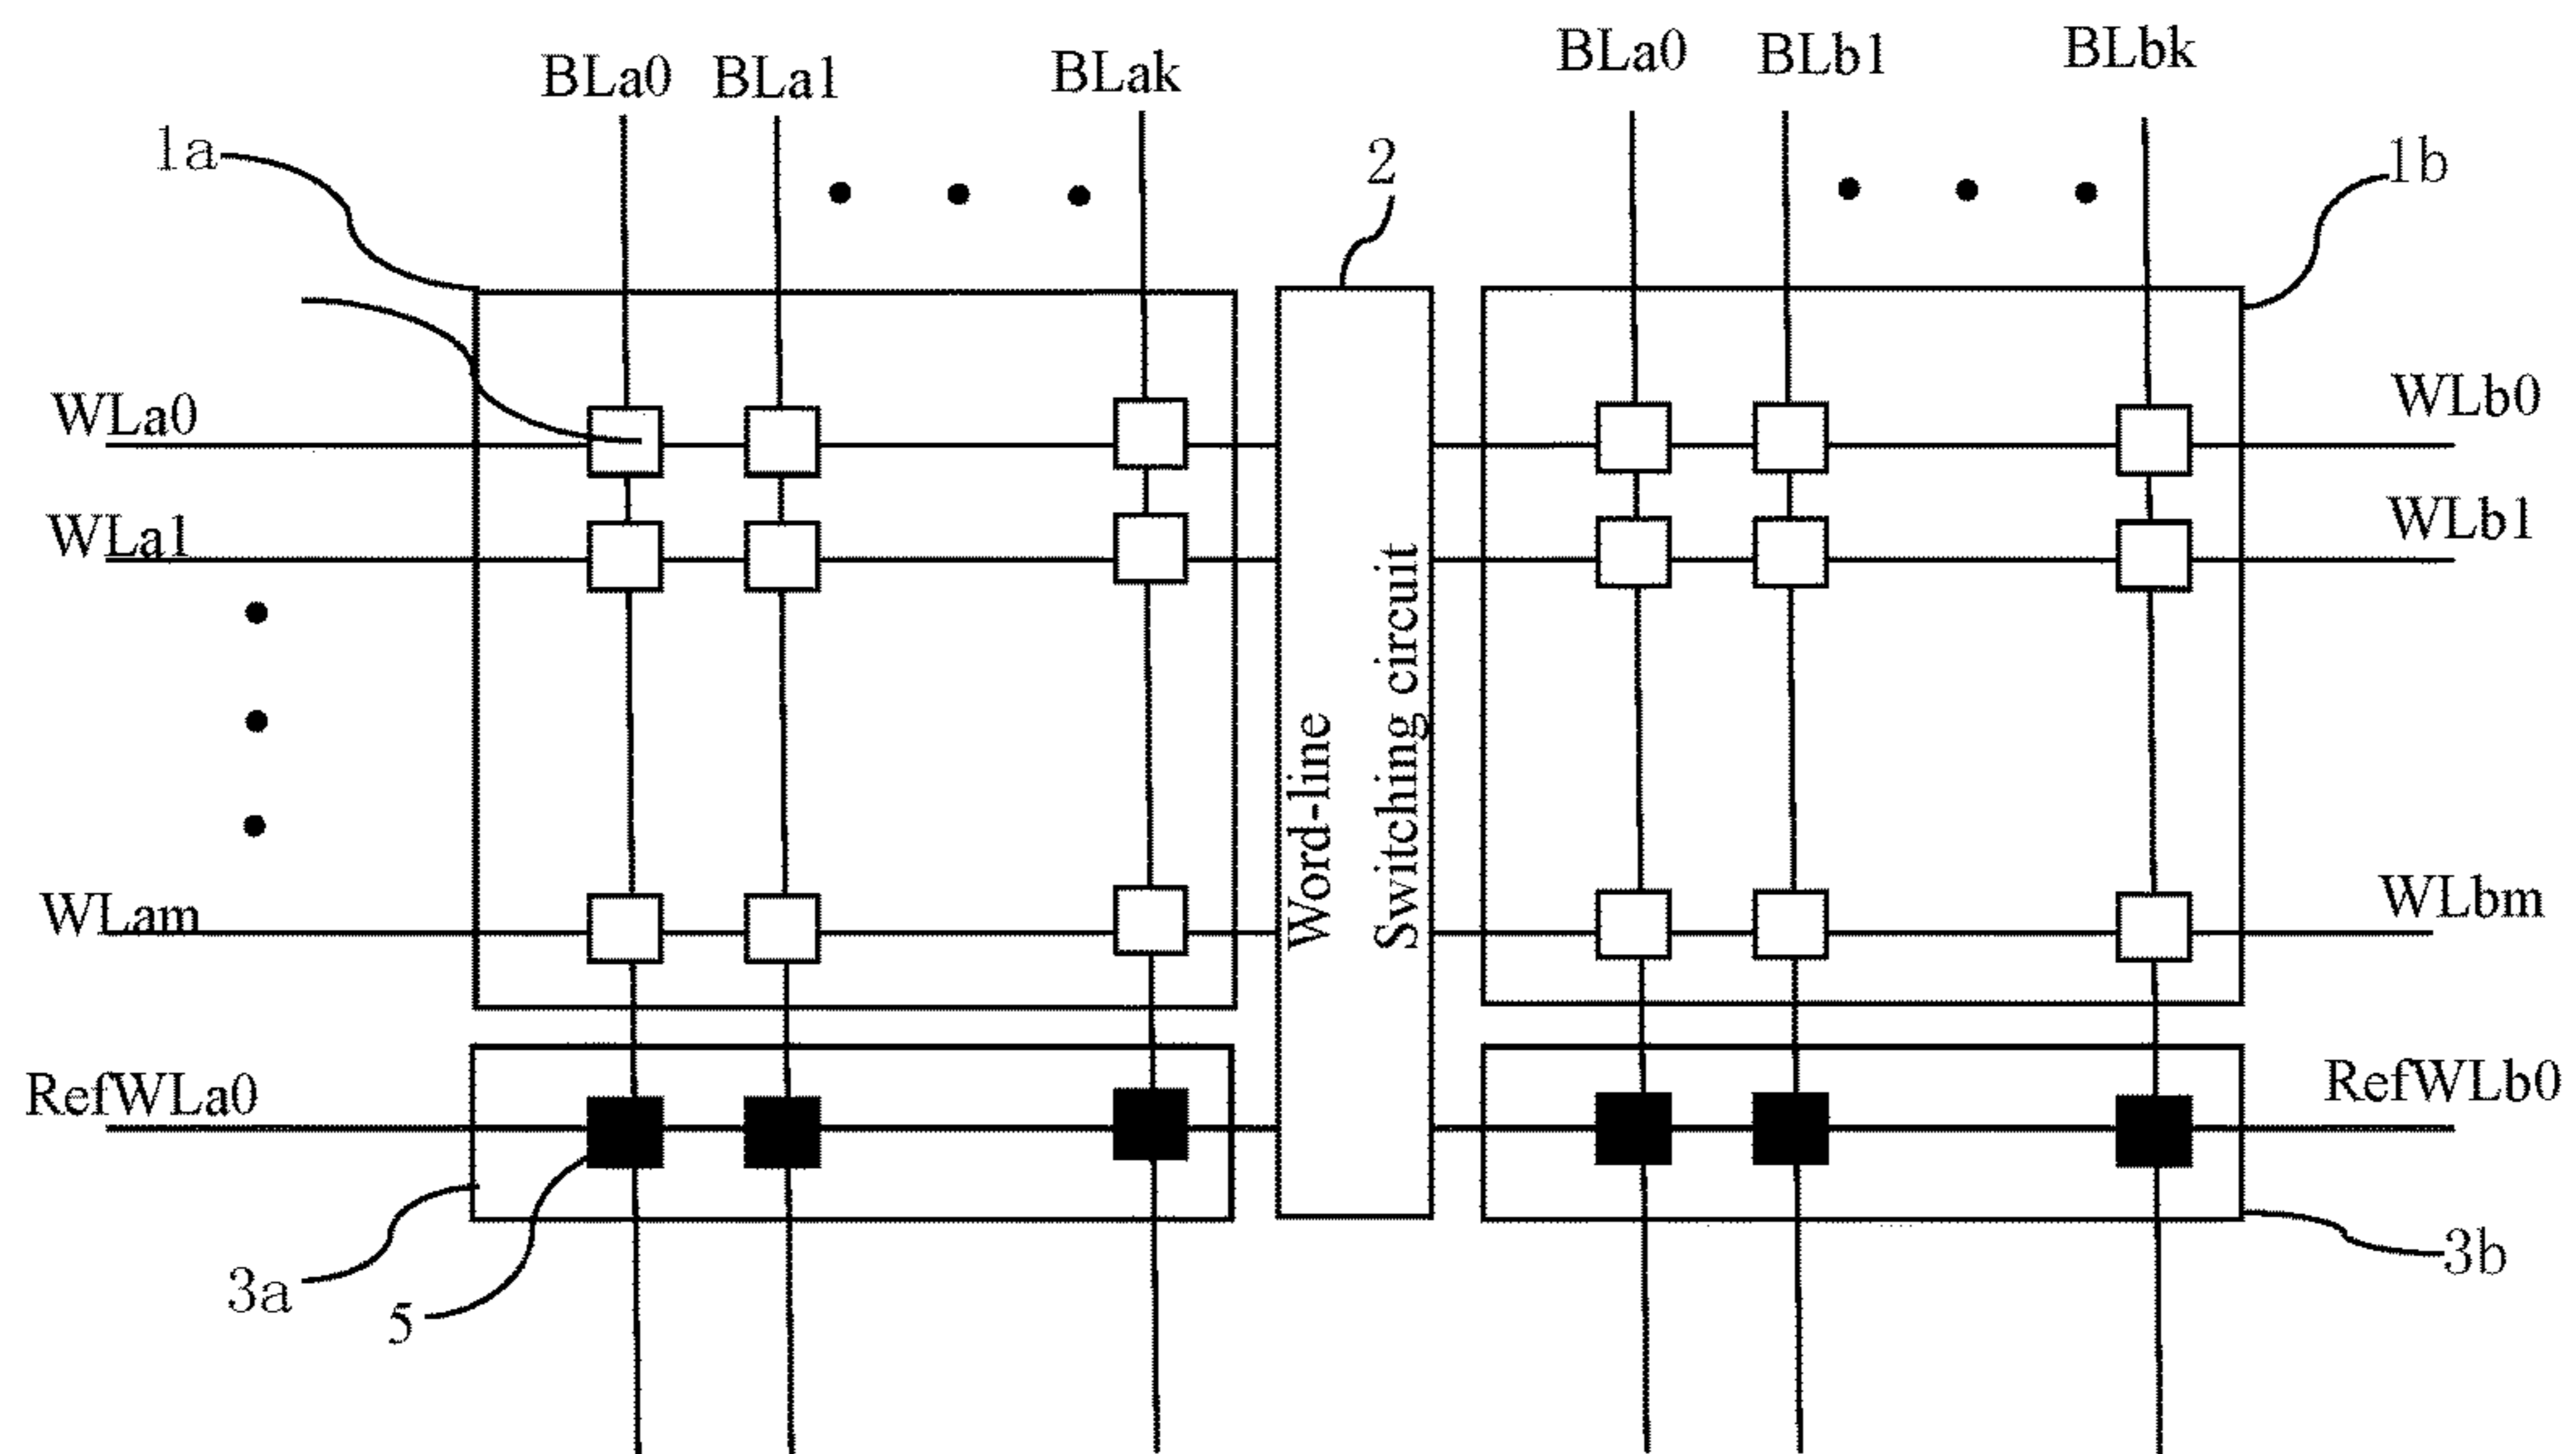 BLa0 BLa1 BLak BLa0 BLb1 BLbk
1a 2 1b
WLa0 WLb0
WLa1 WLb1
Word-line
Switching circuit
WLam WLbm
RefWLa0 RefWLb0
3a 5 3b